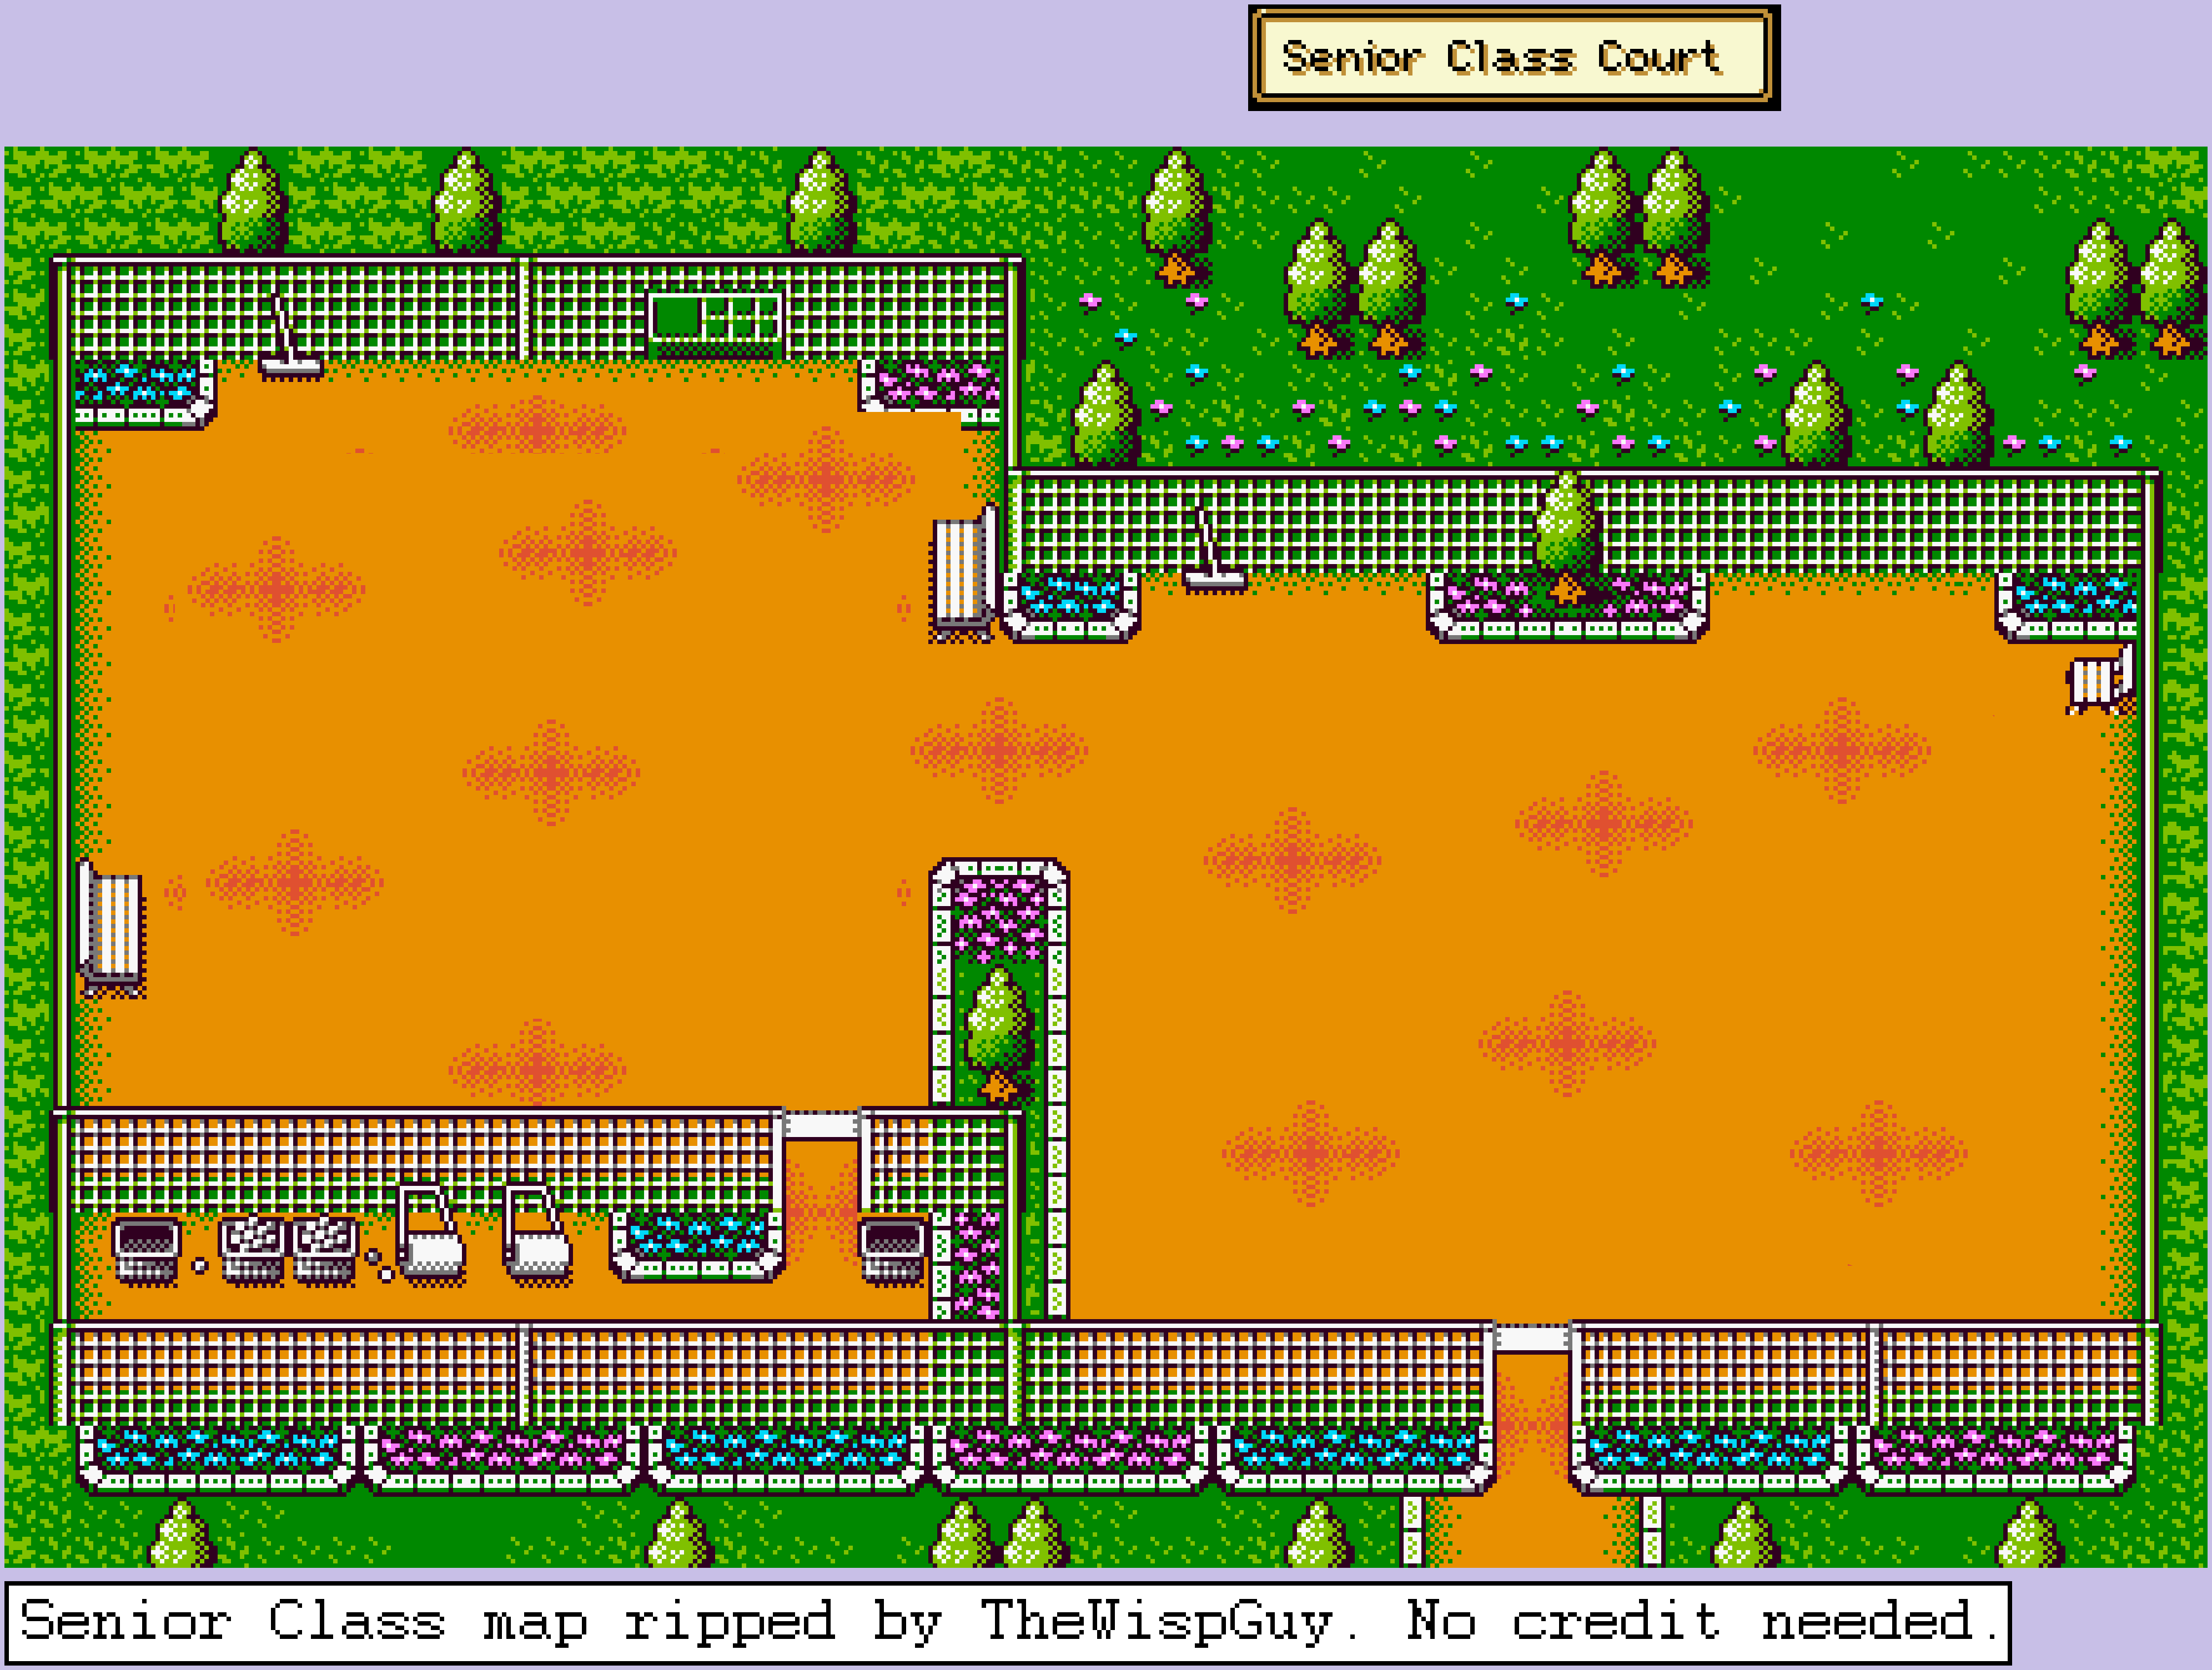 Senior Class Court
Senior Class map ripped by TheWispGuy. No credit needed.